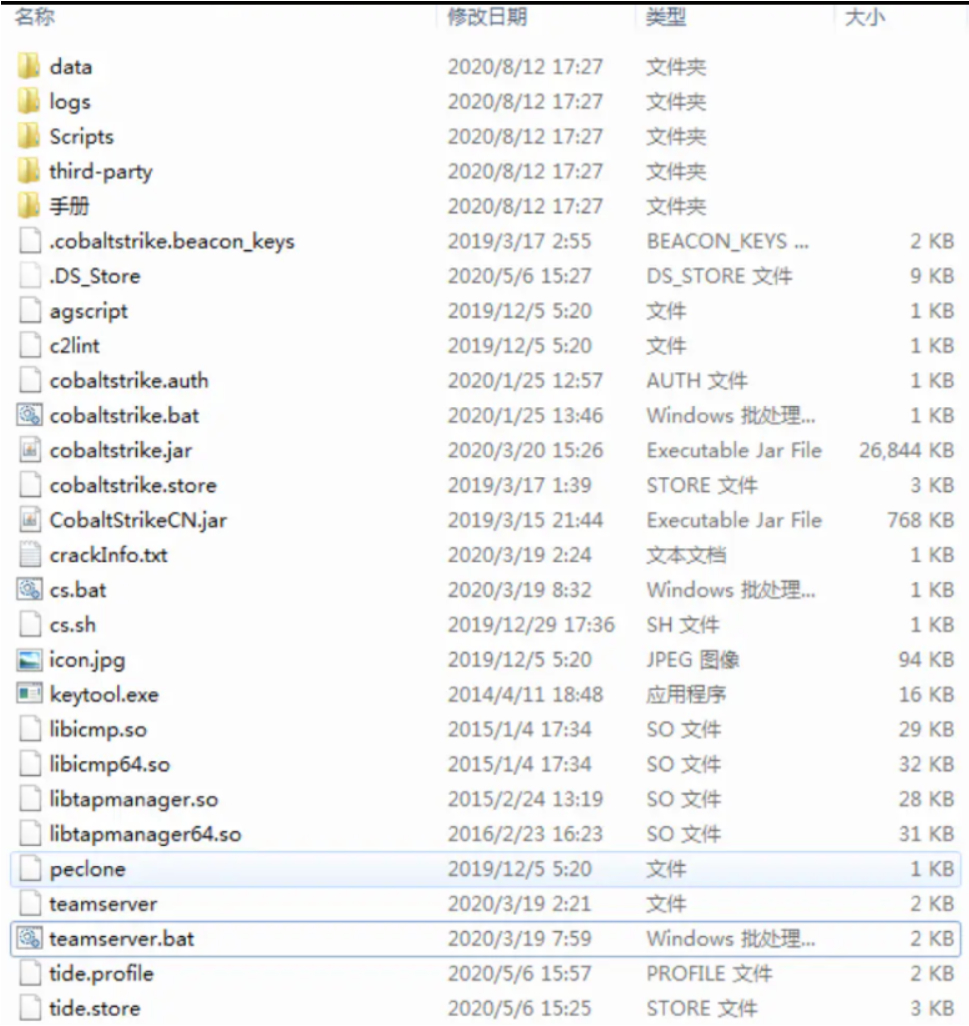 名称 修改日期 类型 大小
data 2020/8/12 17:27 文件夹
logs 2020/8/12 17:27 文件夹
Scripts 2020/8/12 17:27 文件夹
third-party 2020/8/12 17:27 文件夹
手册 2020/8/12 17:27 文件夹
.cobaltstrike.beacon_keys 2019/3/17 2:55 BEACON_KEYS ... 2 KB
.DS_Store 2020/5/6 15:27 DS_STORE 文件 9 KB
agscript 2019/12/5 5:20 文件 1 KB
c2lint 2019/12/5 5:20 文件 1 KB
cobaltstrike.auth 2020/1/25 12:57 AUTH 文件 1 KB
cobaltstrike.bat 2020/1/25 13:46 Windows 批处理... 1 KB
cobaltstrike.jar 2020/3/20 15:26 Executable Jar File 26,844 KB
cobaltstrike.store 2019/3/17 1:39 STORE 文件 3 KB
CobaltStrikeCN.jar 2019/3/15 21:44 Executable Jar File 768 KB
crackInfo.txt 2020/3/19 2:24 文本文档 1 KB
cs.bat 2020/3/19 8:32 Windows 批处理... 1 KB
cs.sh 2019/12/29 17:36 SH 文件 1 KB
icon.jpg 2019/12/5 5:20 JPEG 图像 94 KB
keytool.exe 2014/4/11 18:48 应用程序 16 KB
libicmp.so 2015/1/4 17:34 SO 文件 29 KB
libicmp64.so 2015/1/4 17:34 SO 文件 32 KB
libtapmanager.so 2015/2/24 13:19 SO 文件 28 KB
libtapmanager64.so 2016/2/23 16:23 SO 文件 31 KB
peclone 2019/12/5 5:20 文件 1 KB
teamserver 2020/3/19 2:21 文件 2 KB
teamserver.bat 2020/3/19 7:59 Windows 批处理... 2 KB
tide.profile 2020/5/6 15:57 PROFILE 文件 2 KB
tide.store 2020/5/6 15:25 STORE 文件 3 KB